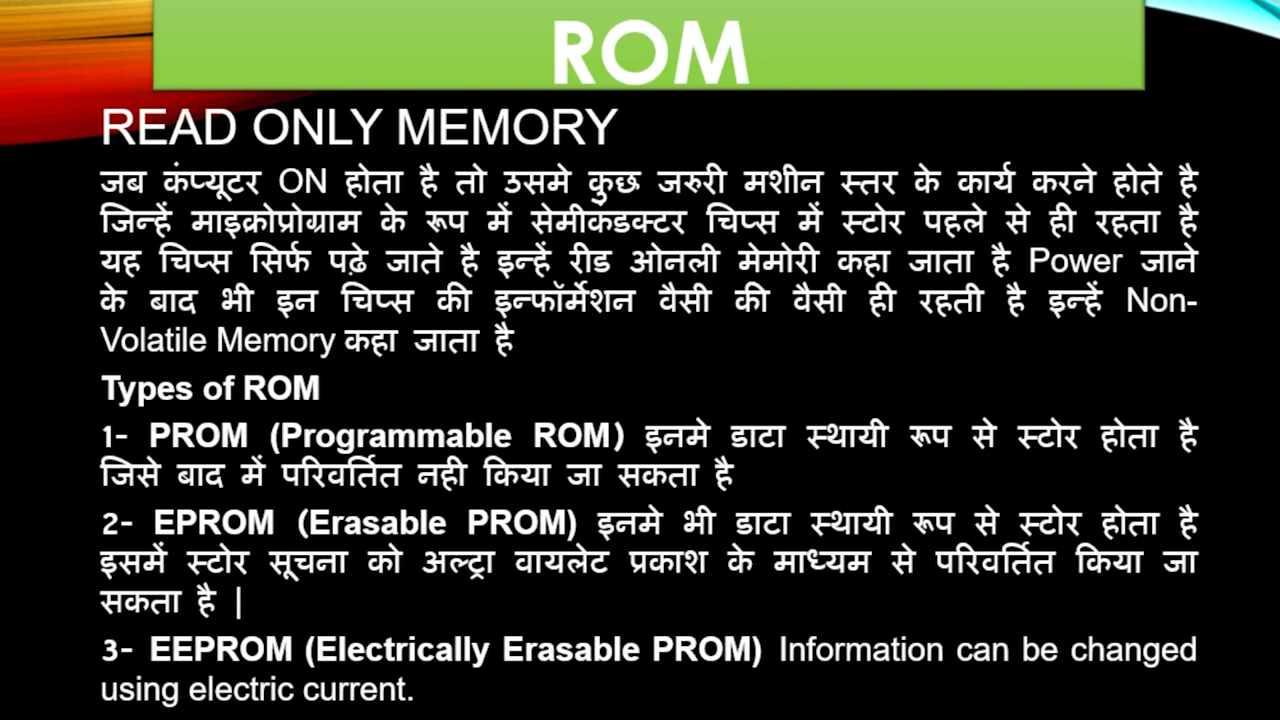 ROM
READ ONLY MEMORY
जब कंप्यूटर ON होता है तो उसमे कुछ जरुरी मशीन स्तर के कार्य करने होते है
जिन्हें माइक्रोप्रोग्राम के रूप में सेमीकंडक्टर चिप्स में स्टोर पहले से ही रहता है
यह चिप्स सिर्फ पढ़े जाते है इन्हें रीड ओनली मेमोरी कहा जाता है Power जाने
के बाद भी इन चिप्स की इन्फॉर्मेशन वैसी की वैसी ही रहती है इन्हें Non-
Volatile Memory कहा जाता है
Types of ROM
1- PROM (Programmable ROM) इनमे डाटा स्थायी रूप से स्टोर होता है
जिसे बाद में परिवर्तित नही किया जा सकता है
2- EPROM (Erasable PROM) इनमे भी डाटा स्थायी रूप से स्टोर होता है
इसमें स्टोर सूचना को अल्ट्रा वायलेट प्रकाश के माध्यम से परिवर्तित किया जा
सकता है |
3- EEPROM (Electrically Erasable PROM) Information can be changed
using electric current.